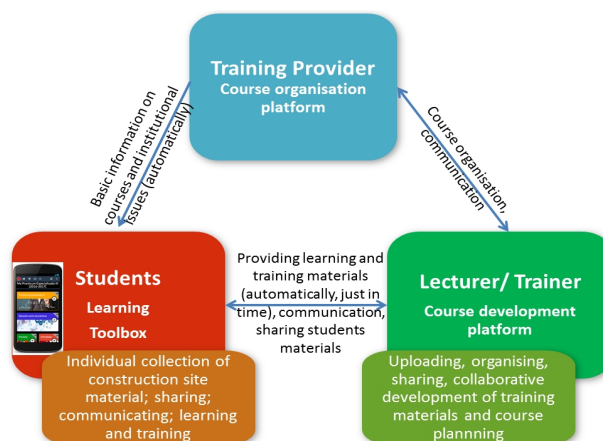 Training Provider
Course organisation
platform
Basic information on
courses and institutional
issues (automatically)
Course organisation,
communication
Students
Learning
Toolbox
Providing learning and
training materials
(automatically, just in
time), communication,
sharing students
materials
Lecturer/ Trainer
Course development
platform
Individual collection of
construction site
material; sharing;
communicating; learning
and training
Uploading, organising,
sharing, collaborative
development of training
materials and course
plannning